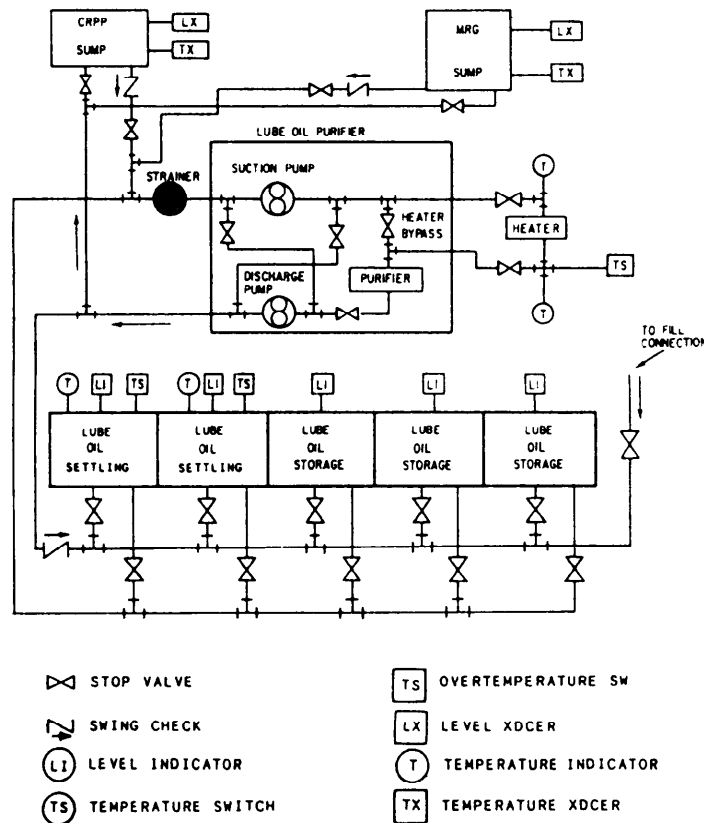 CRPP
SUMP
LX
TX
MRG
SUMP
LX
TX
LUBE OIL PURIFIER
STRAINER
SUCTION PUMP
T
HEATER
BYPASS
HEATER
DISCHARGE
PUMP
PURIFIER
TS
T
TO FILL
CONNECTION
T
LI
TS
T
LI
TS
LI
LI
LI
LUBE
OIL
SETTLING
LUBE
OIL
SETTLING
LUBE
OIL
STORAGE
LUBE
OIL
STORAGE
LUBE
OIL
STORAGE
STOP VALVE
SWING CHECK
LI LEVEL INDICATOR
TS TEMPERATURE SWITCH
TS OVERTEMPERATURE SW
LX LEVEL XDCER
T TEMPERATURE INDICATOR
TX TEMPERATURE XDCER